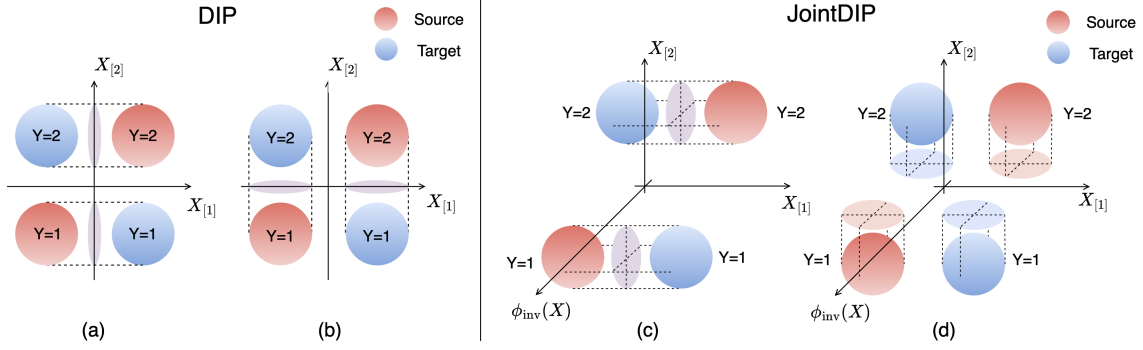 DIP
Source
Target
X[2]
Y=2
Y=2
X[1]
Y=1
Y=1
(a)
X[2]
Y=2
Y=2
X[1]
Y=1
Y=1
(b)
JointDIP
Source
Target
X[2]
Y=2
Y=2
X[1]
Y=1
Y=1
ϕinv(X)
(c)
X[2]
Y=2
Y=2
X[1]
Y=1
Y=1
ϕinv(X)
(d)